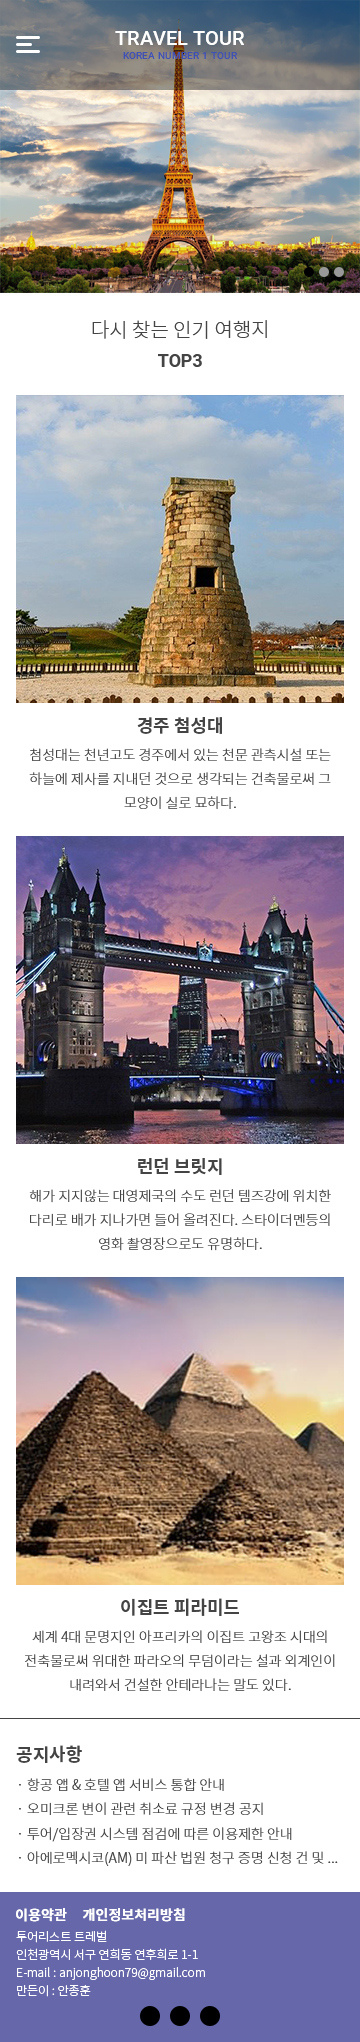 TRAVEL TOUR
KOREA NUMBER 1 TOUR
다시 찾는 인기 여행지
TOP3
경주 첨성대
첨성대는 천년고도 경주에서 있는 천문 관측시설 또는
하늘에 제사를 지내던 것으로 생각되는 건축물로써 그
모양이 실로 묘하다.
런던 브릿지
해가 지지않는 대영제국의 수도 런던 템즈강에 위치한
다리로 배가 지나가면 들어 올려진다. 스타이더멘등의
영화 촬영장으로도 유명하다.
이집트 피라미드
세계 4대 문명지인 아프리카의 이집트 고왕조 시대의
전축물로써 위대한 파라오의 무덤이라는 설과 외계인이
내려와서 건설한 안테라나는 말도 있다.
공지사항
· 항공 앱 & 호텔 앱 서비스 통합 안내
· 오미크론 변이 관련 취소료 규정 변경 공지
· 투어/입장권 시스템 점검에 따른 이용제한 안내
· 아에로멕시코(AM) 미 파산 법원 청구 증명 신청 건 및 ...
이용약관 개인정보처리방침
투어리스트 트레벌
인천광역시 서구 연희동 연후희로 1-1
E-mail : anjonghoon79@gmail.com
만든이 : 안종훈